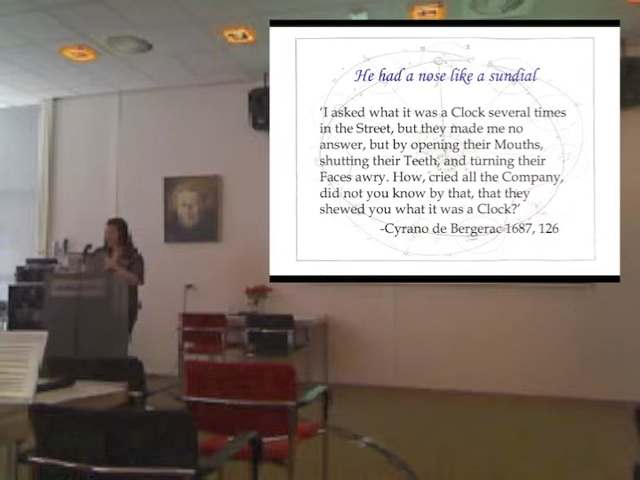 He had a nose like a sundial
‘I asked what it was a Clock several times
in the Street, but they made me no
answer, but by opening their Mouths,
shutting their Teeth, and turning their
Faces awry. How, cried all the Company,
did not you know by that, that they
shewed you what it was a Clock?’
-Cyrano de Bergerac 1687, 126